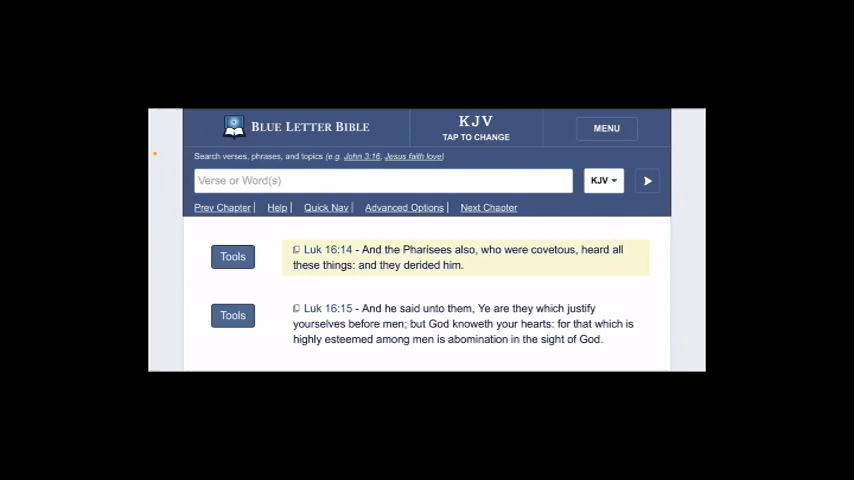 BLUE LETTER BIBLE
KJV
TAP TO CHANGE
MENU
Search verses, phrases, and topics (e.g. John 3:16, Jesus faith love)
Verse or Word(s)
KJV
Prev Chapter | Help | Quick Nav | Advanced Options | Next Chapter
Tools
Luk 16:14 - And the Pharisees also, who were covetous, heard all
these things: and they derided him.
Tools
Luk 16:15 - And he said unto them, Ye are they which justify
yourselves before men; but God knoweth your hearts: for that which is
highly esteemed among men is abomination in the sight of God.